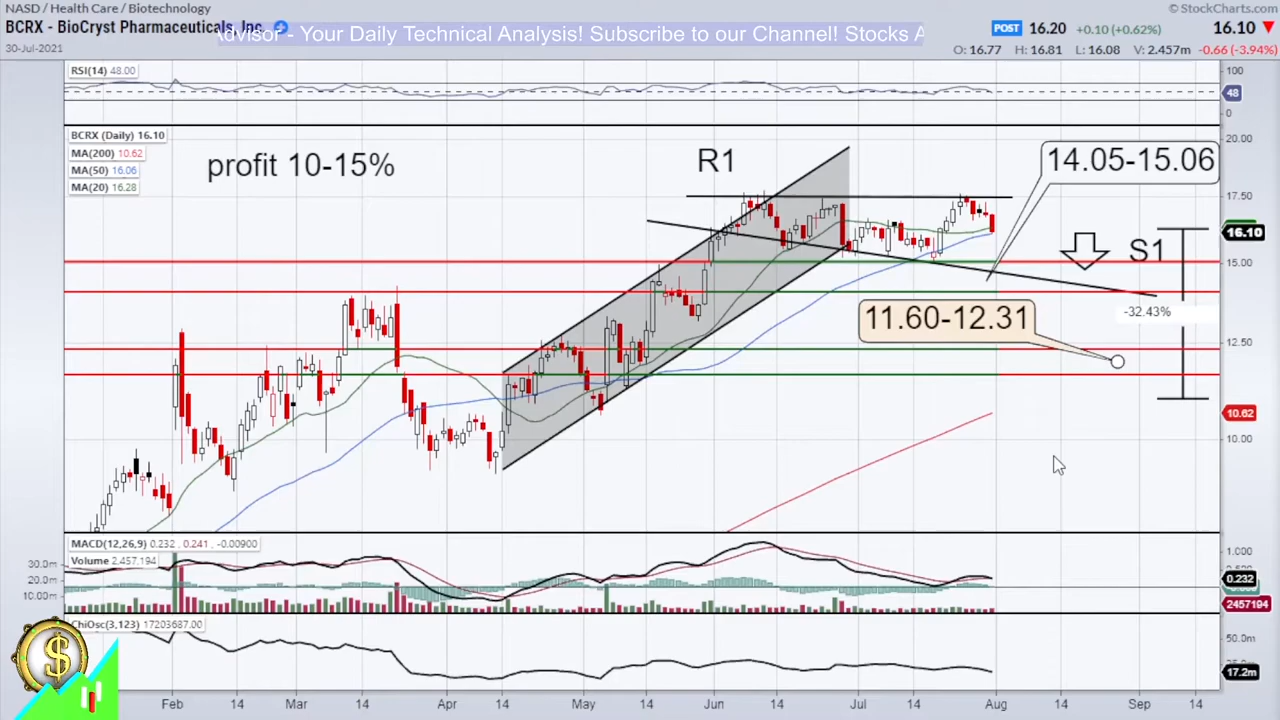 NASD / Health Care / Biotechnology
© StockCharts.com
BCRX - BioCryst Pharmaceuticals, Inc.
- Your Daily Technical Analysis! Subscribe to our Channel! Stocks A
POST 16.20 +0.10 (+0.62%) 16.10
30-Jul-2021
O: 16.77 H: 16.81 L: 16.08 V: 2.457m -0.66 (-3.94%)
RSI(14) 48.00
100
48
0
BCRX (Daily) 16.10
MA(200) 10.62
MA(50) 16.06
MA(20) 16.28
profit 10-15%
R1
14.05-15.06
S1
11.60-12.31
-32.43%
20.00
17.50
16.10
15.00
12.50
10.62
10.00
MACD(12,26,9) 0.232 , 0.241 , -0.00900
Volume 2.457.194
30.0m
20.0m
10.00m
1.000
0.232
2457194
ChiOsc(3,123) 17203687.00
50.0m
17.2m
$
Feb 14 Mar 14 Apr 14 May 14 Jun 14 Jul 14 Aug 14 Sep 14